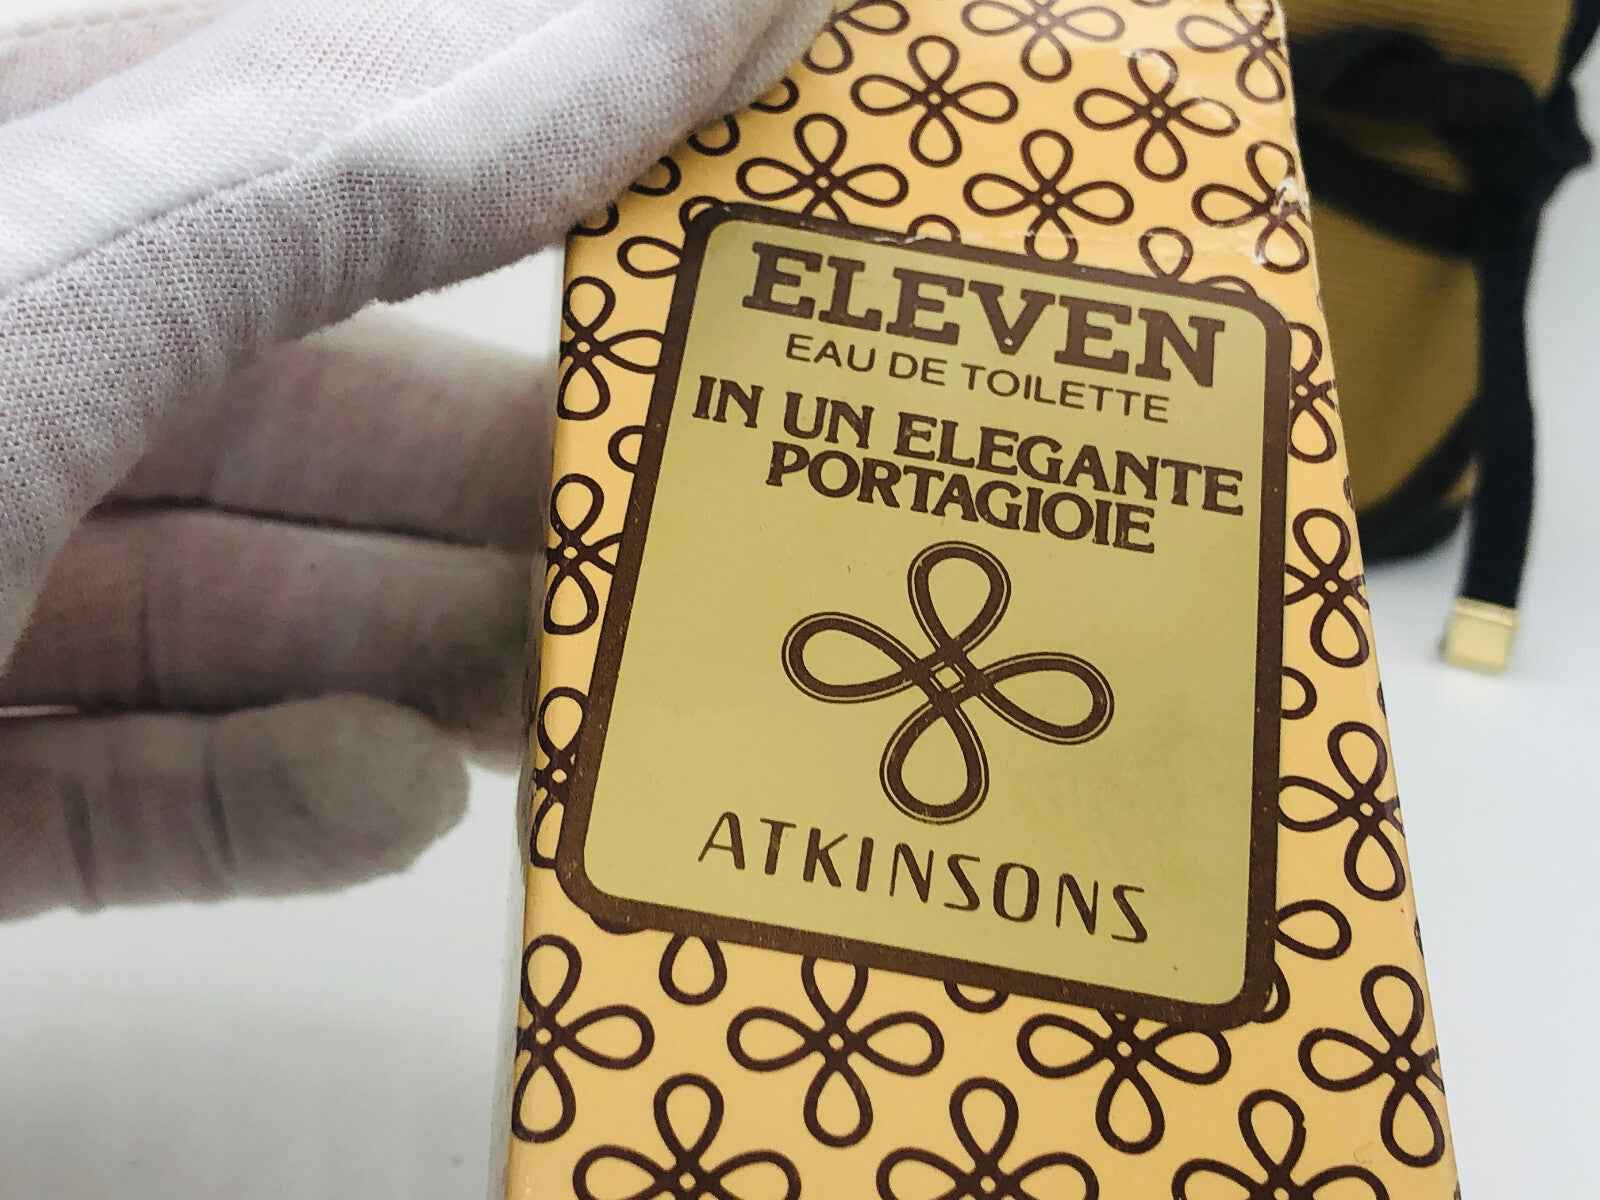 ELEVEN
EAU DE TOILETTE
IN UN ELEGANTE
PORTAGIOIE
ATKINSONS